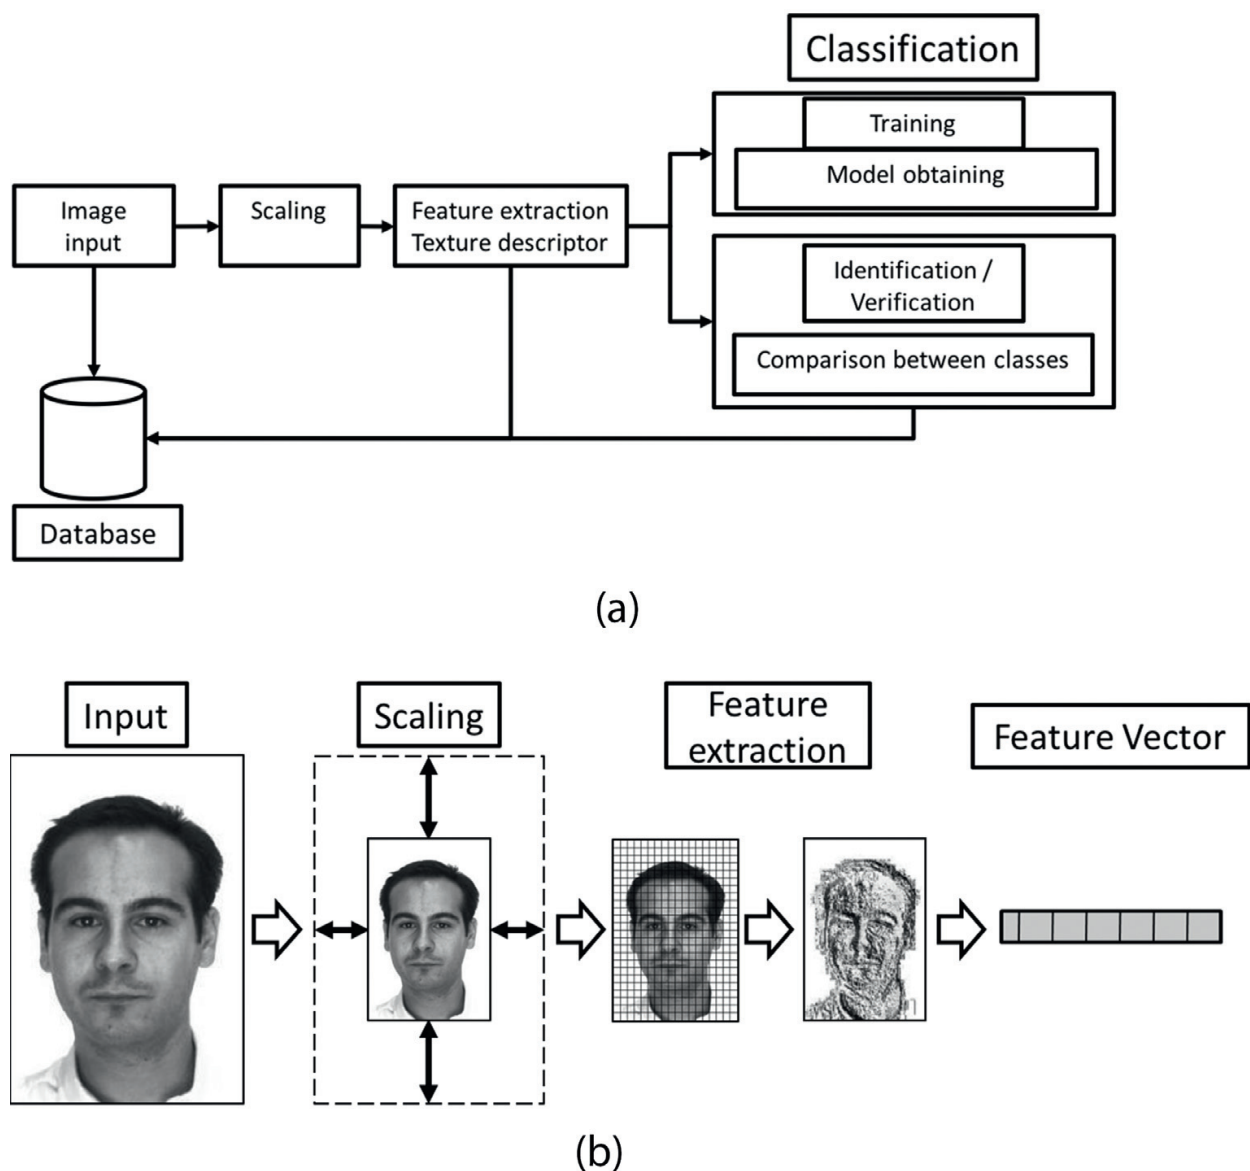 Classification
Training
Model obtaining
Image
input
Scaling
Feature extraction
Texture descriptor
Identification /
Verification
Comparison between classes
Database
(a)
Input
Scaling
Feature
extraction
Feature Vector
(b)